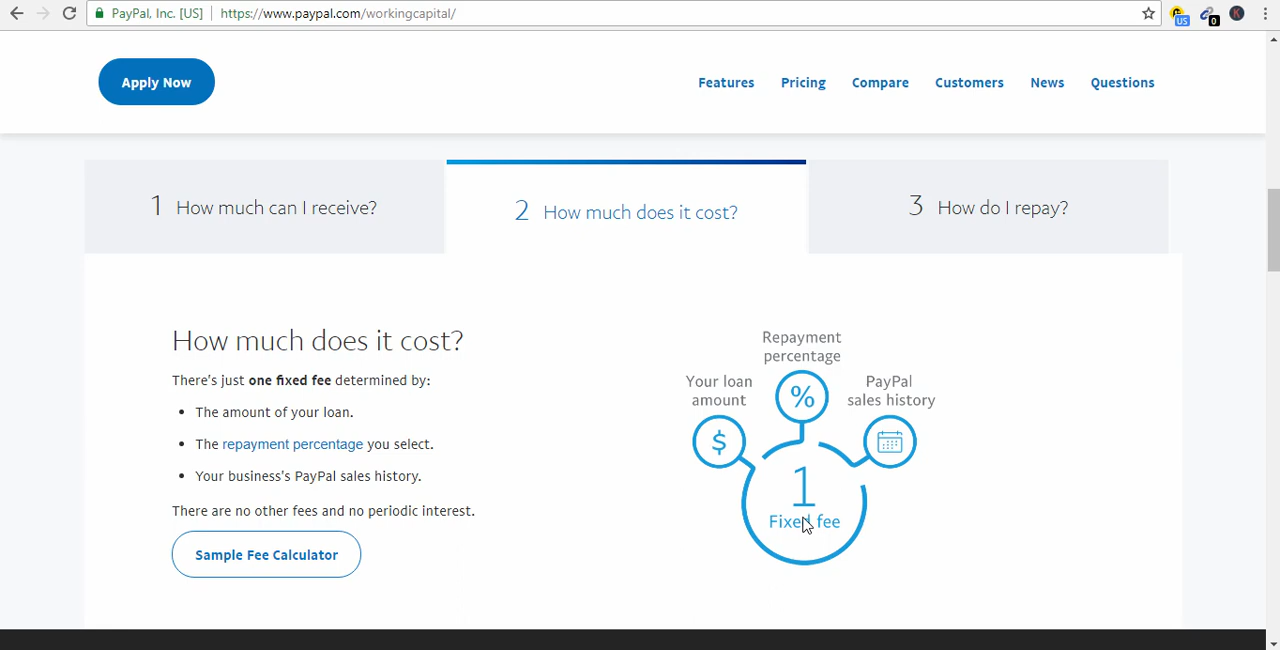 PayPal, Inc. [US] | https://www.paypal.com/workingcapital/
US
0
K
Apply Now
Features Pricing Compare Customers News Questions
1 How much can I receive?
2 How much does it cost?
3 How do I repay?
How much does it cost?
There's just one fixed fee determined by:
• The amount of your loan.
• The repayment percentage you select.
• Your business's PayPal sales history.
There are no other fees and no periodic interest.
Sample Fee Calculator
Repayment
percentage
Your loan
amount
PayPal
sales history
%
$
1
Fixed fee